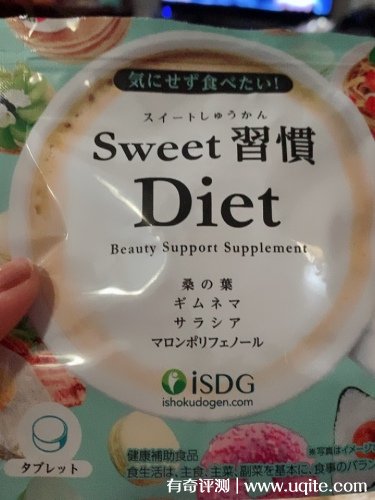 気にせず食べたい!
スイートしゅうかん
Sweet 習慣
Diet
Beauty Support Supplement
桑の葉
ギムネマ
サラシア
マロンポリフェノール
iSDG
ishokudogen.com
※写真はイメー
タブレット
健康補助食品
食生活は、主食、主菜、副菜を基本に、食事のバラン
有奇评测 | www.uqite.com